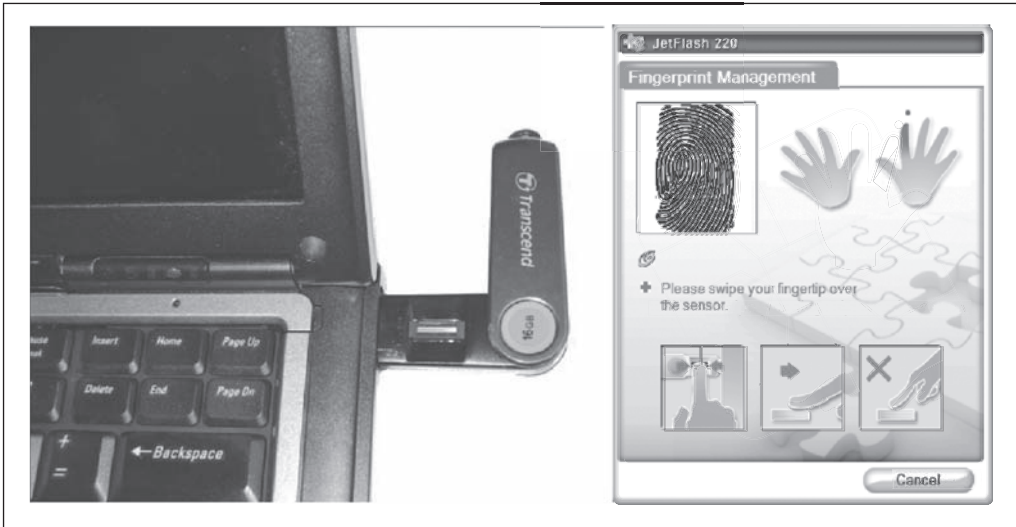 Transcend
16GB
Insert
Home
Page Up
Delete
End
Page Dn
+
=
←Backspace
JetFlash 220
Fingerprint Management
Please swipe your fingertip over
the sensor.
Cancel